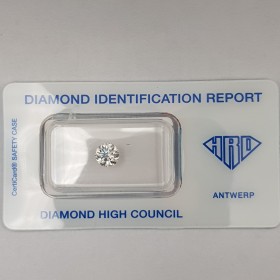 DIAMOND IDENTIFICATION REPORT
CertiCard® SAFETY CASE
HRD
ANTWERP
DIAMOND HIGH COUNCIL